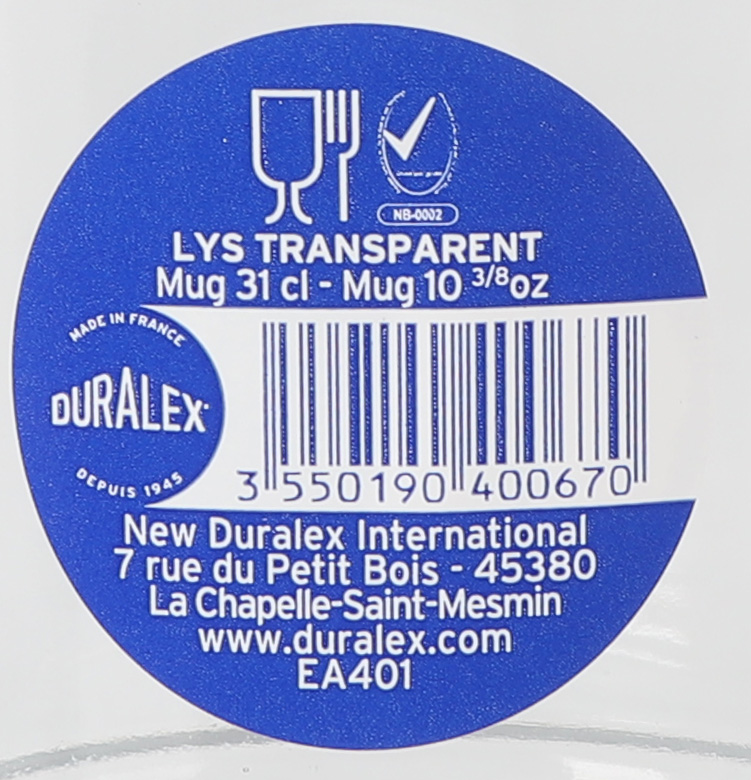 NB-0002
LYS TRANSPARENT
Mug 31 cl - Mug 10 3/8oz
MADE IN FRANCE
DURALEX
DEPUIS 1945
3 550190 400670
New Duralex International
7 rue du Petit Bois - 45380
La Chapelle-Saint-Mesmin
www.duralex.com
EA401